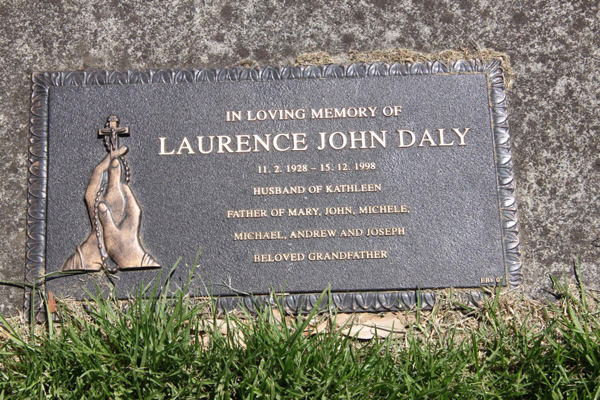 IN LOVING MEMORY OF
LAURENCE JOHN DALY
11. 2. 1928 – 15. 12. 1998
HUSBAND OF KATHLEEN
FATHER OF MARY, JOHN, MICHELE,
MICHAEL, ANDREW AND JOSEPH
BELOVED GRANDFATHER